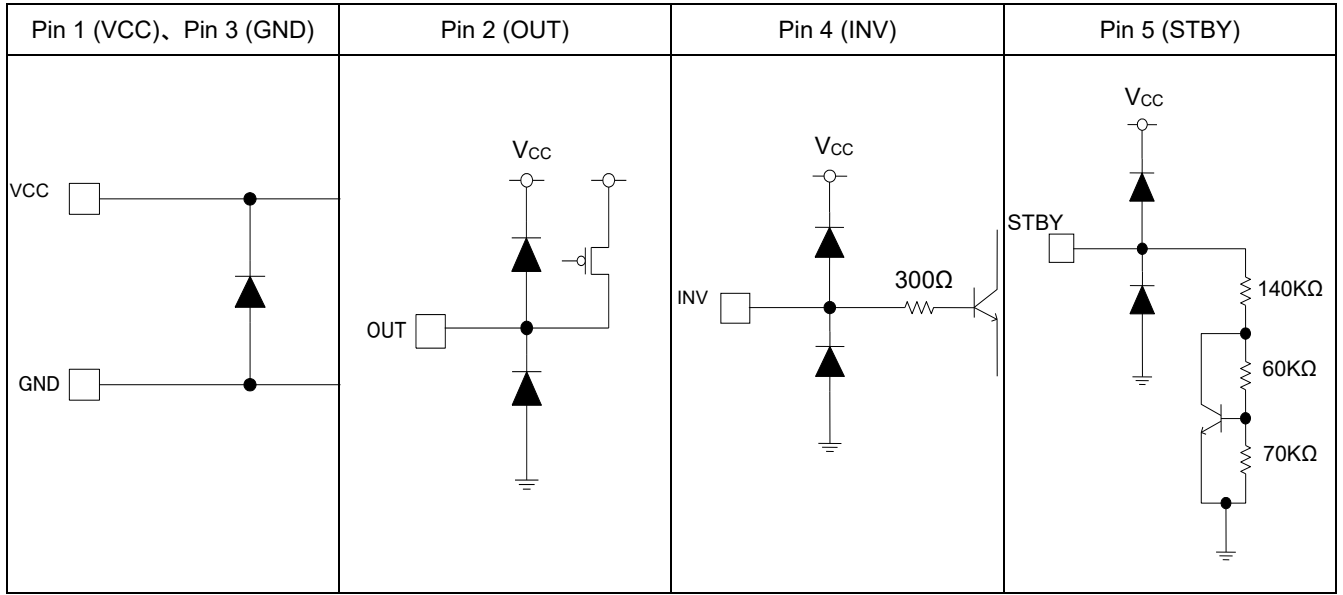 Pin 1 (VCC)、Pin 3 (GND)
Pin 2 (OUT)
Pin 4 (INV)
Pin 5 (STBY)
VCC
GND
VCC
OUT
VCC
INV
300Ω
VCC
STBY
140KΩ
60KΩ
70KΩ